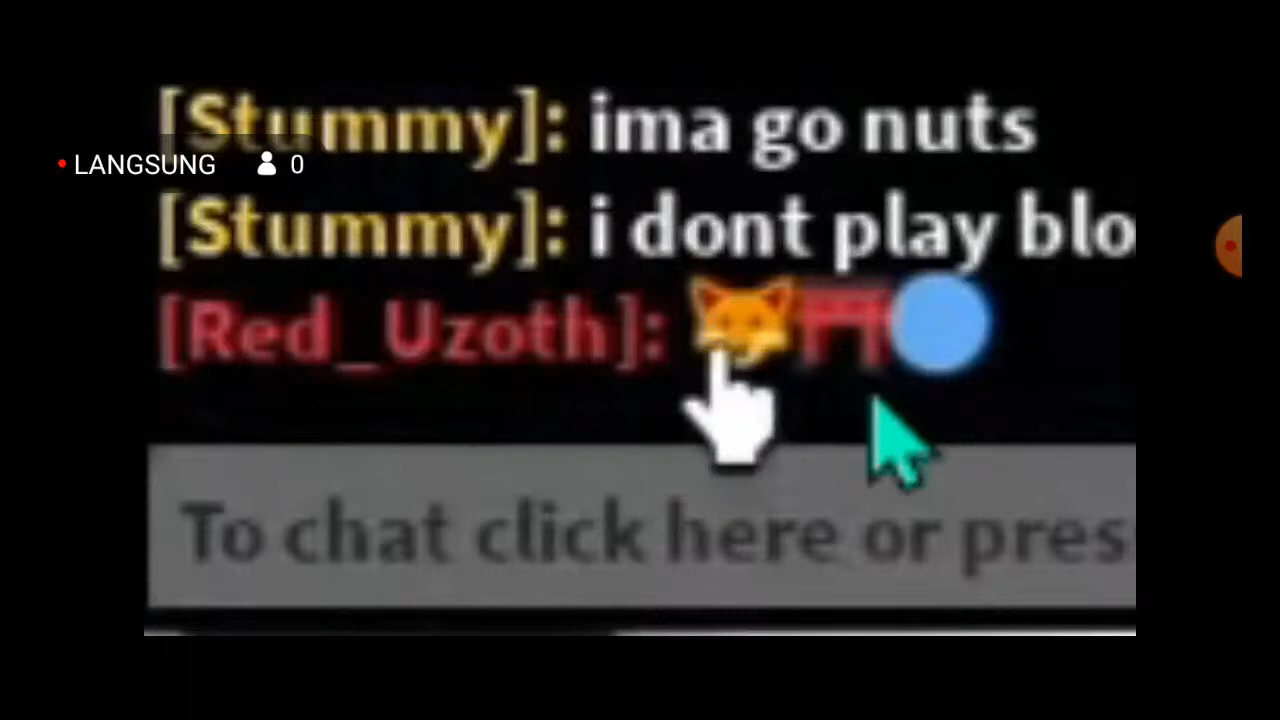 [Stummy]: ima go nuts
LANGSUNG 0
[Stummy]: i dont play blo
[Red_Uzoth]: 🦊⛩🔵
To chat click here or pres